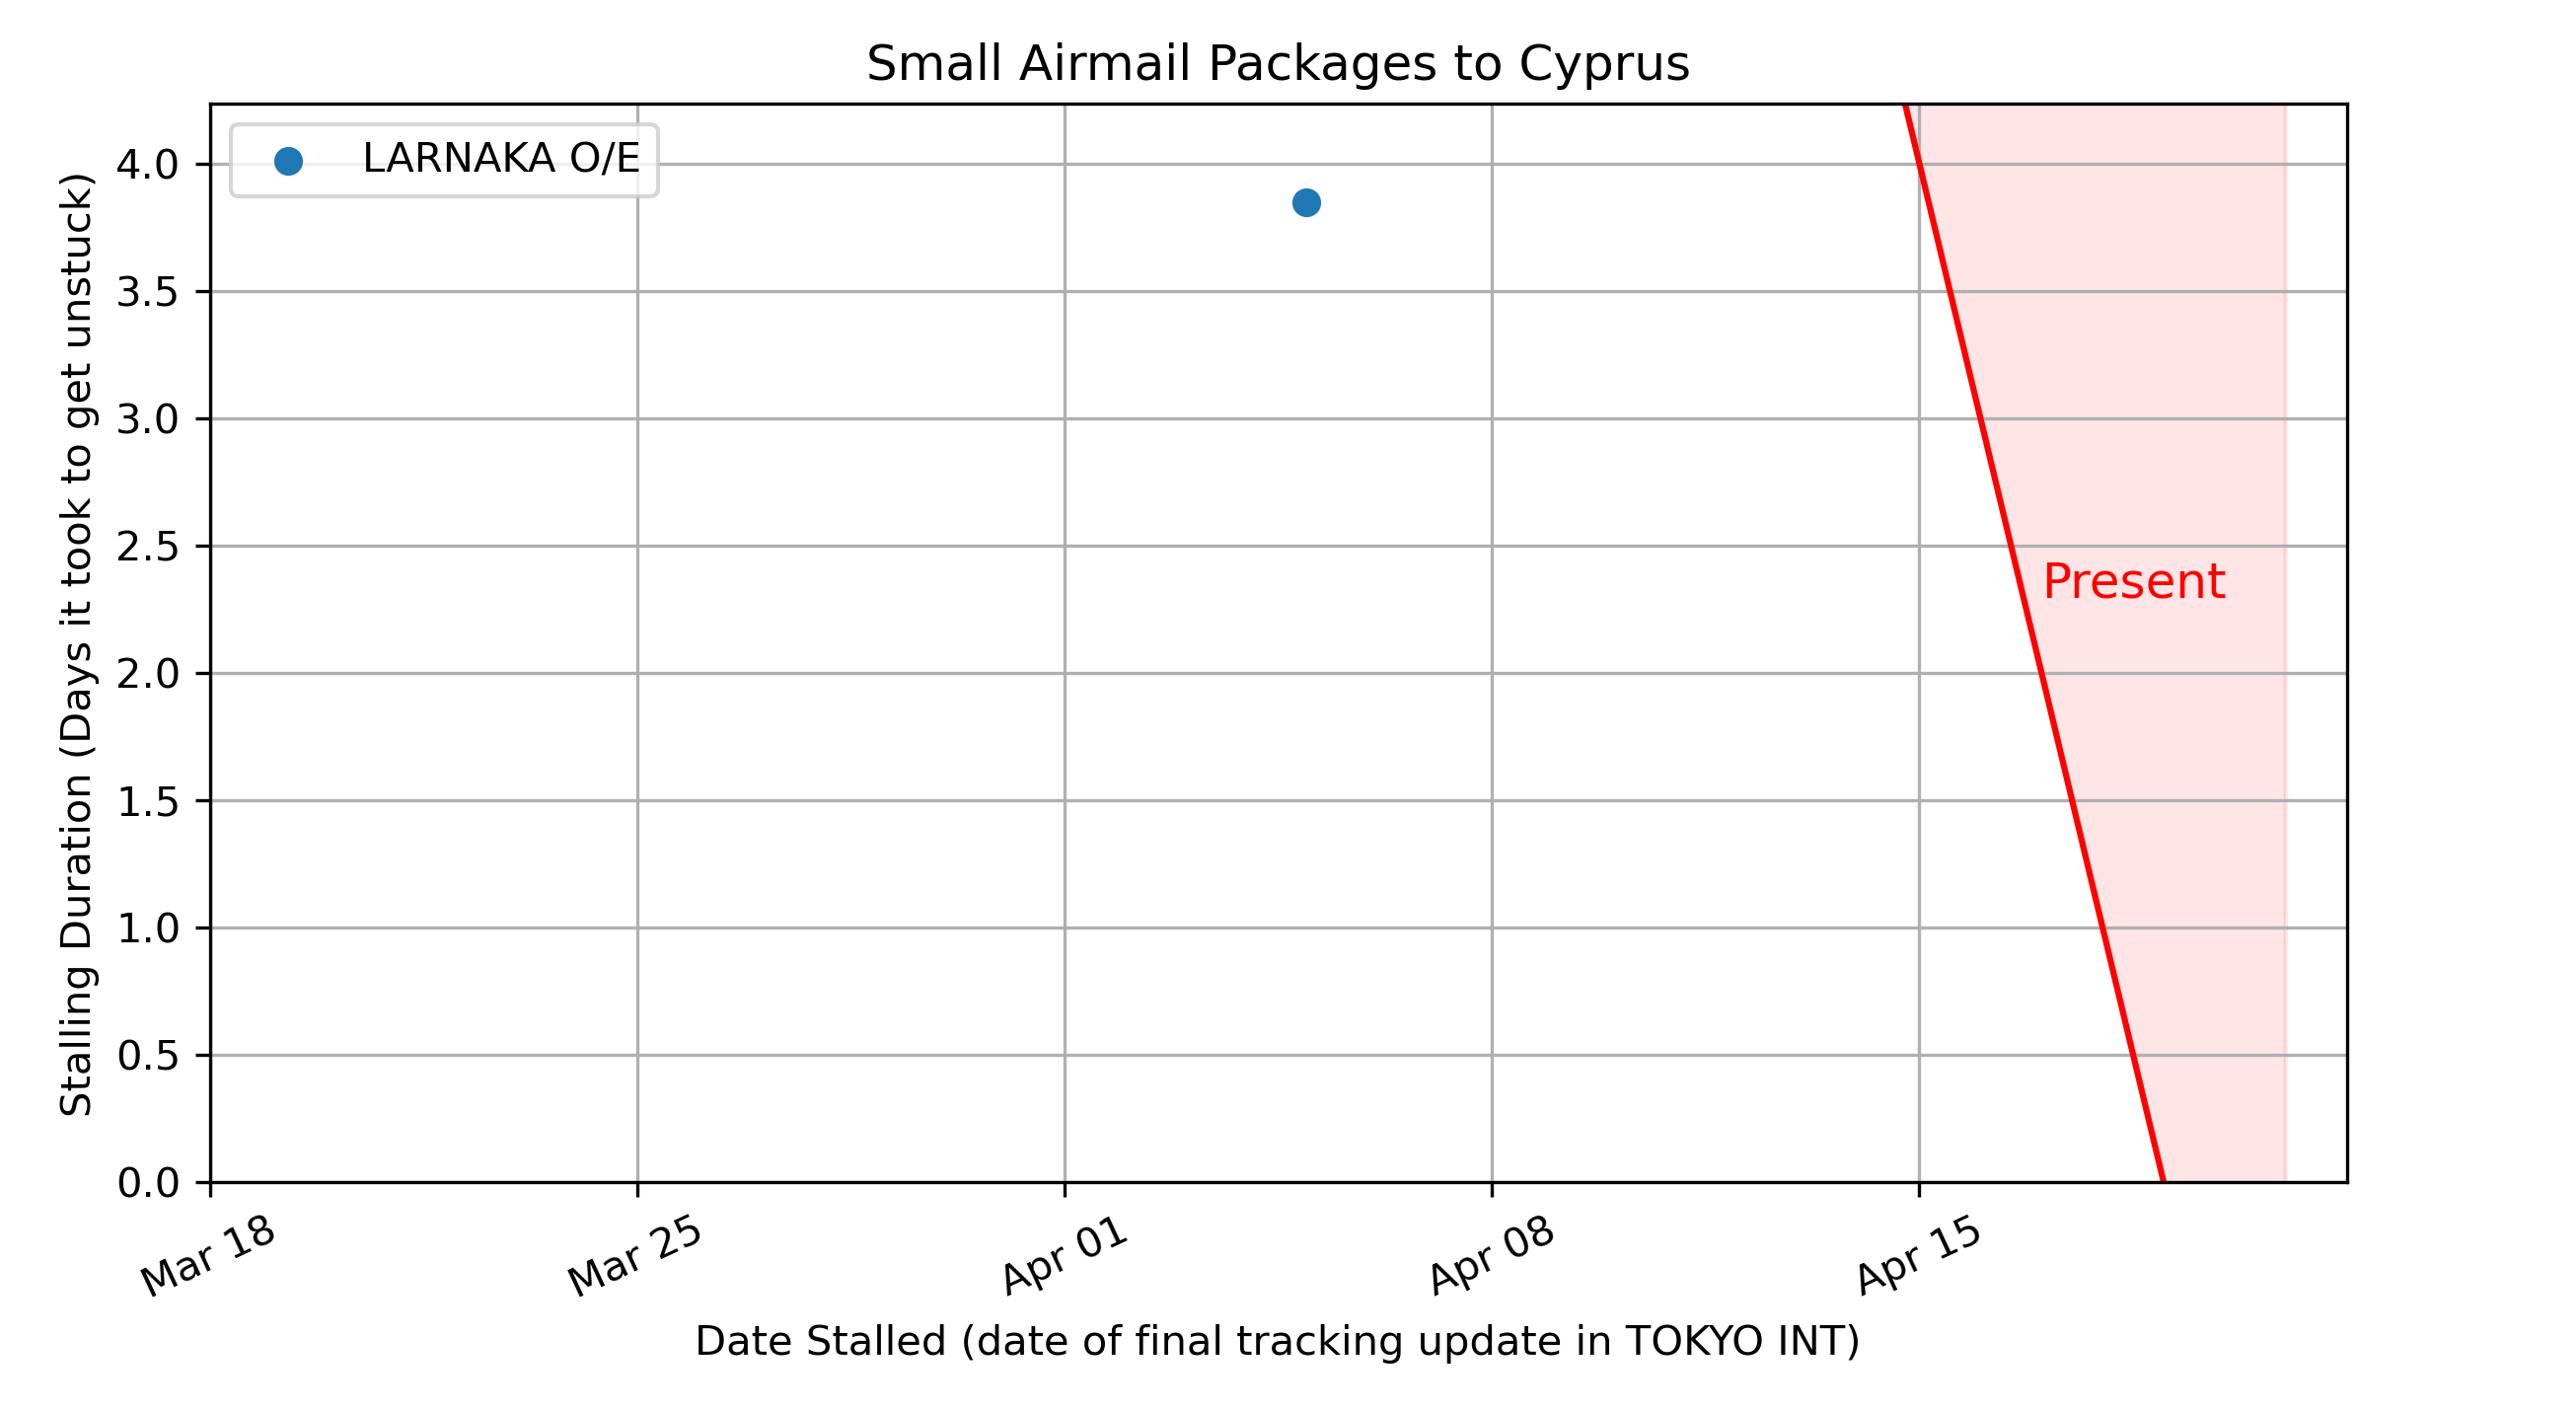 Small Airmail Packages to Cyprus
LARNAKA O/E
Stalling Duration (Days it took to get unstuck)
4.0
3.5
3.0
2.5
2.0
1.5
1.0
0.5
0.0
Present
Mar 18
Mar 25
Apr 01
Apr 08
Apr 15
Date Stalled (date of final tracking update in TOKYO INT)